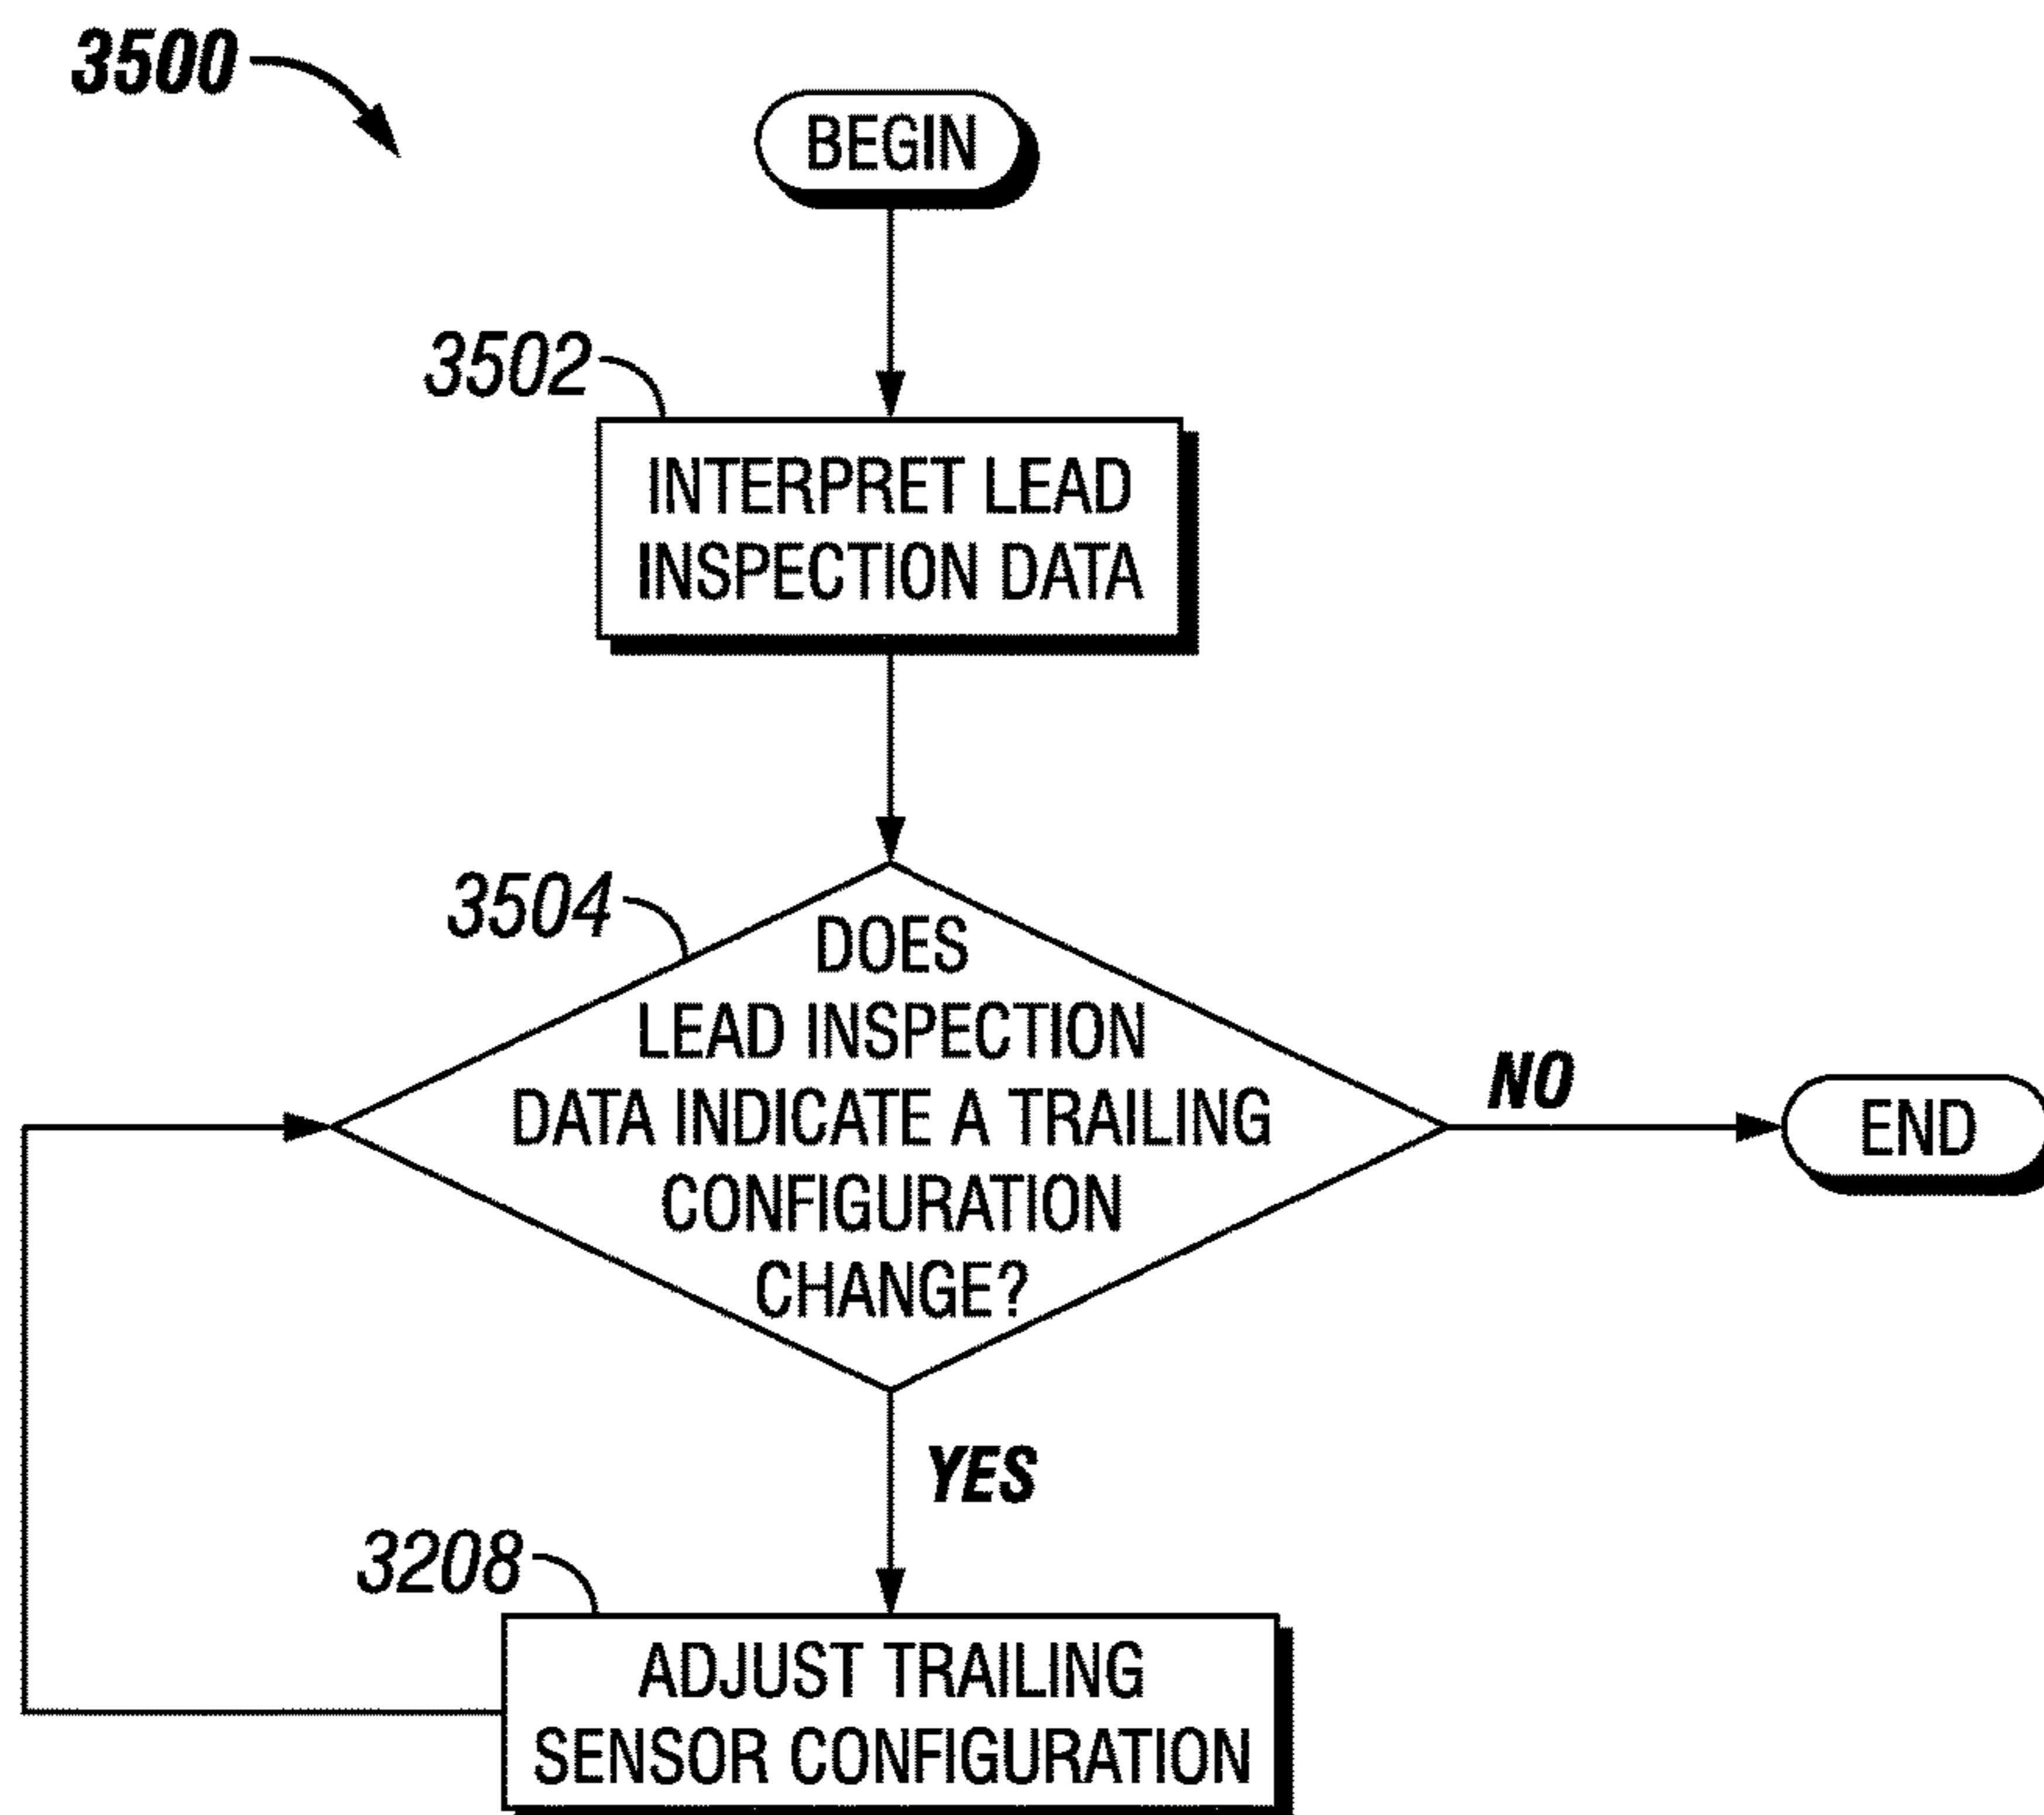 3500
BEGIN
3502
INTERPRET LEAD
INSPECTION DATA
3504
DOES
LEAD INSPECTION
DATA INDICATE A TRAILING
CONFIGURATION
CHANGE?
NO
END
YES
3208
ADJUST TRAILING
SENSOR CONFIGURATION